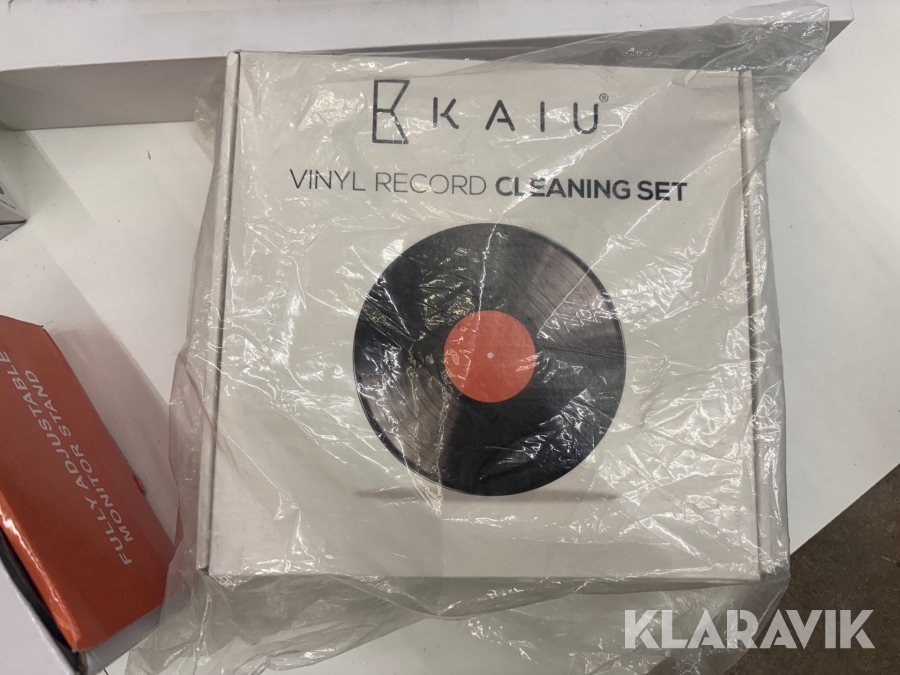 KAIU®
VINYL RECORD CLEANING SET
FULLY ADJUSTABLE
MONITOR STAND
KLARAVIK